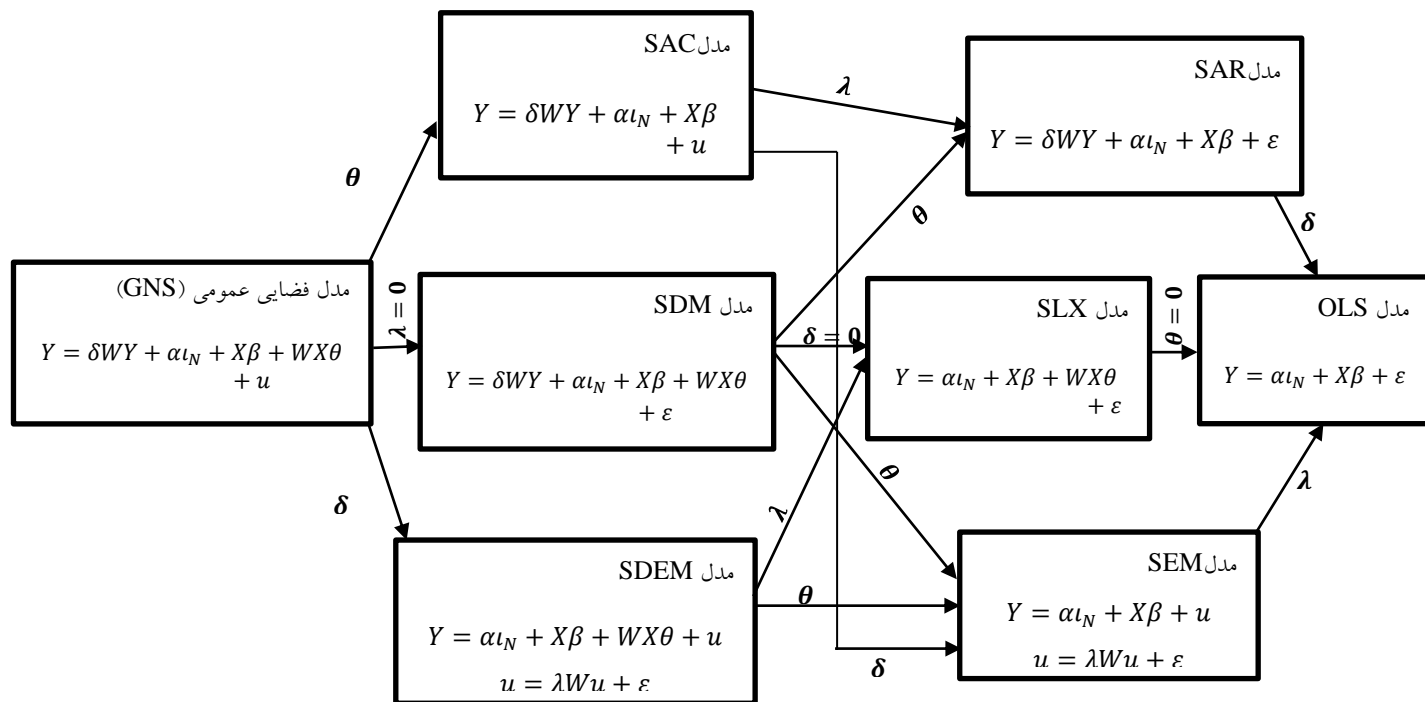 مدل SAC
Y = δWY + αι_N + Xβ
+ u
مدل SAR
Y = δWY + αι_N + Xβ + ε
λ
θ
θ
δ
مدل فضایی عمومی (GNS)
Y = δWY + αι_N + Xβ + WXθ
+ u
λ = 0
مدل SDM
Y = δWY + αι_N + Xβ + WXθ
+ ε
δ = 0
مدل SLX
Y = αι_N + Xβ + WXθ
+ ε
θ = 0
مدل OLS
Y = αι_N + Xβ + ε
δ
λ
θ
λ
مدل SDEM
Y = αι_N + Xβ + WXθ + u
u = λWu + ε
θ
δ
مدل SEM
Y = αι_N + Xβ + u
u = λWu + ε